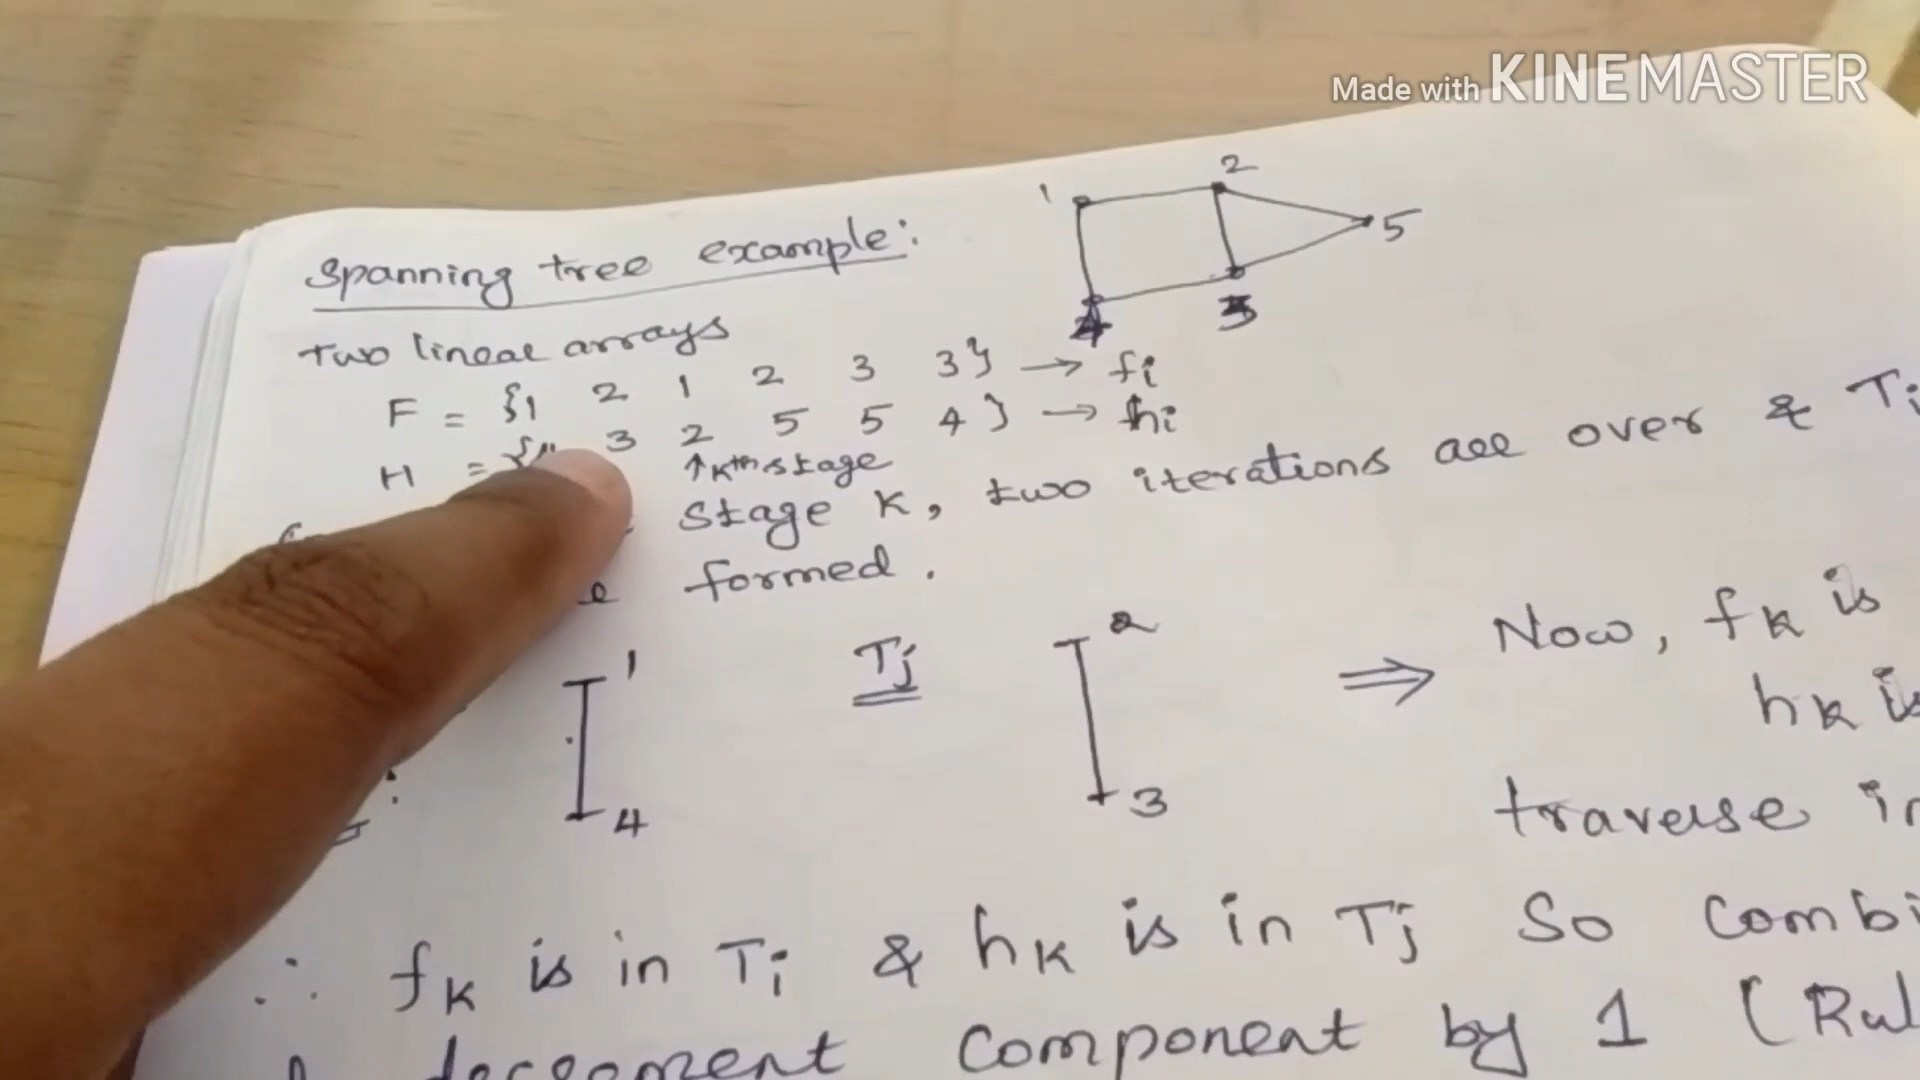 Made with KINEMASTER
Spanning tree example:
1 2
5
4 3
Two linear arrays
F = {1 2 1 2 3 3} → fi
H = { 3 2 5 5 4 } → hi
↑ kth stage
stage K, two iterations are over & Ti
formed.
1 Tj 2 ⇒ Now, fK is
hK is
4 3 traverse in
∴ fK is in Ti & hK is in Tj So
decrement component by 1